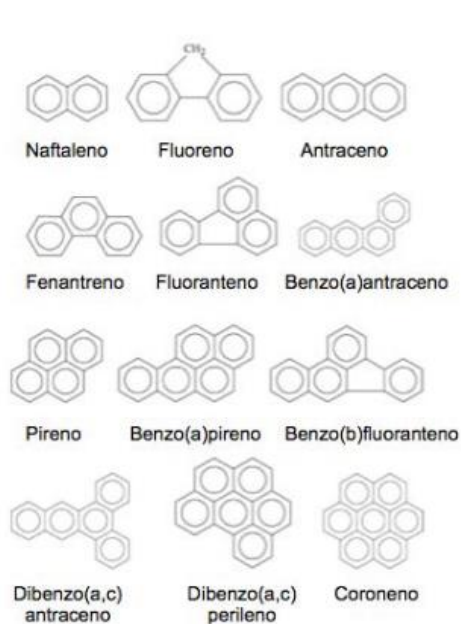 CH2
Naftaleno Fluoreno Antraceno
Fenantreno Fluoranteno Benzo(a)antraceno
Pireno Benzo(a)pireno Benzo(b)fluoranteno
Dibenzo(a,c) Dibenzo(a,c) Coroneno
antraceno perileno